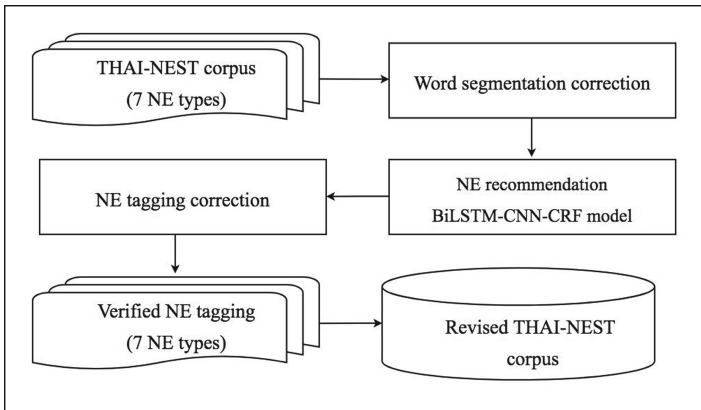 THAI-NEST corpus
(7 NE types)
Word segmentation correction
NE recommendation
BiLSTM-CNN-CRF model
NE tagging correction
Verified NE tagging
(7 NE types)
Revised THAI-NEST
corpus